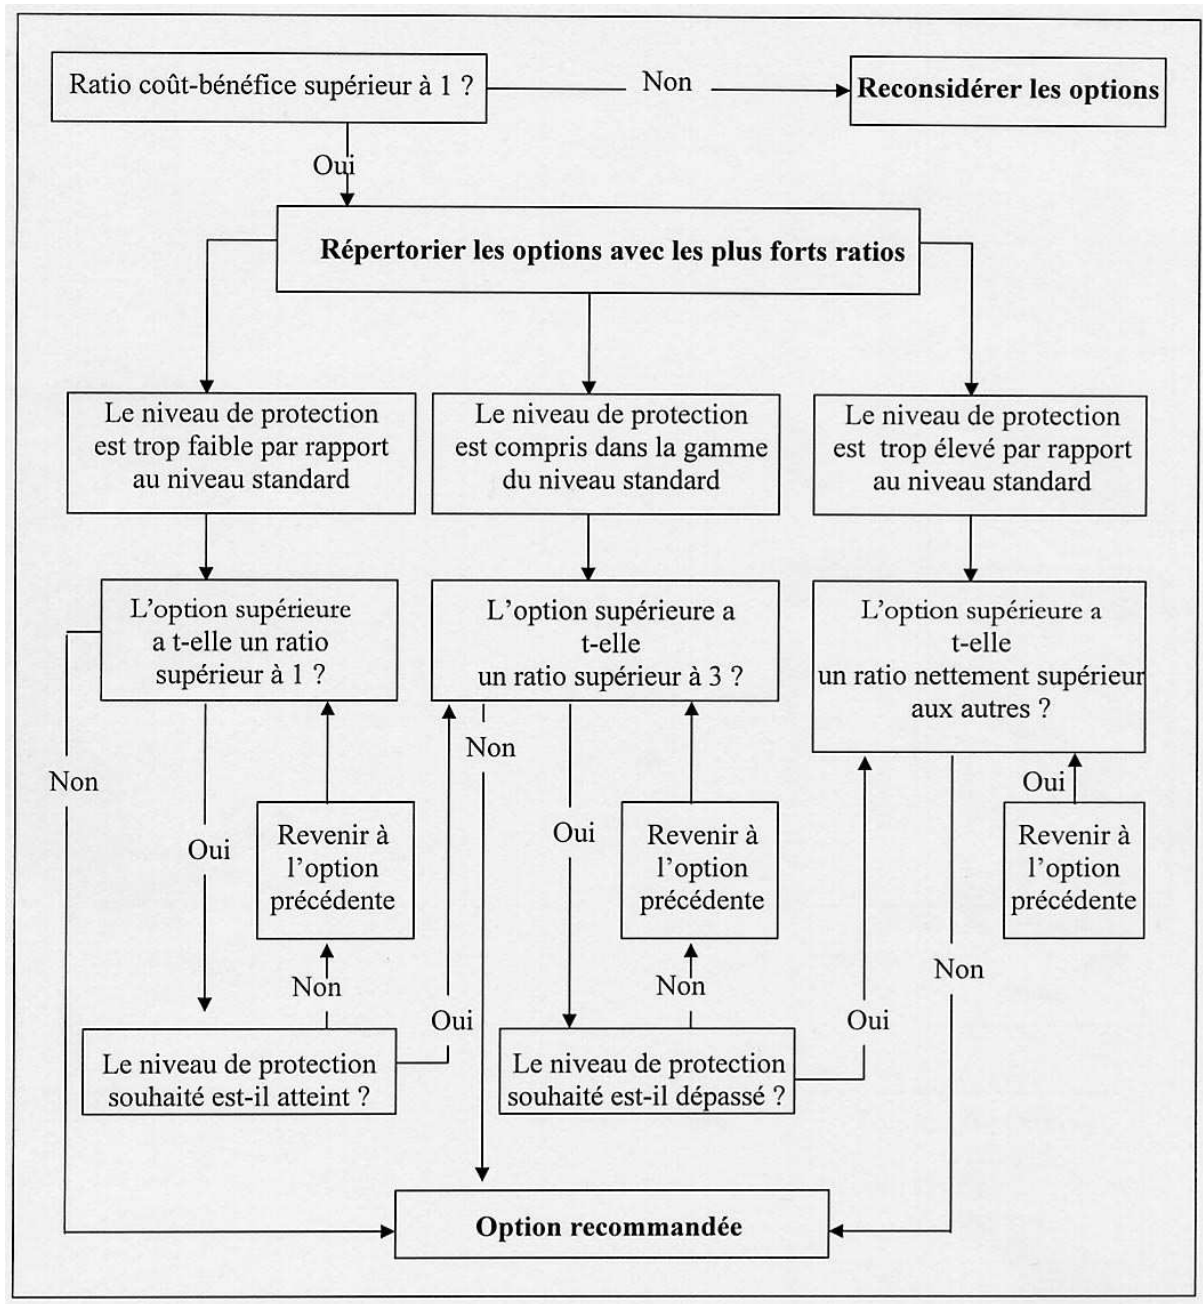 Ratio coût-bénéfice supérieur à 1 ?
Non
Reconsidérer les options
Oui
Répertorier les options avec les plus forts ratios
Le niveau de protection
est trop faible par rapport
au niveau standard
Le niveau de protection
est compris dans la gamme
du niveau standard
Le niveau de protection
est trop élevé par rapport
au niveau standard
L'option supérieure
a t-elle un ratio
supérieur à 1 ?
L'option supérieure a
t-elle
un ratio supérieur à 3 ?
L'option supérieure a
t-elle
un ratio nettement supérieur
aux autres ?
Non
Oui
Revenir à
l'option
précédente
Non
Oui
Le niveau de protection
souhaité est-il atteint ?
Non
Oui
Revenir à
l'option
précédente
Non
Oui
Le niveau de protection
souhaité est-il dépassé ?
Oui
Revenir à
l'option
précédente
Non
Option recommandée